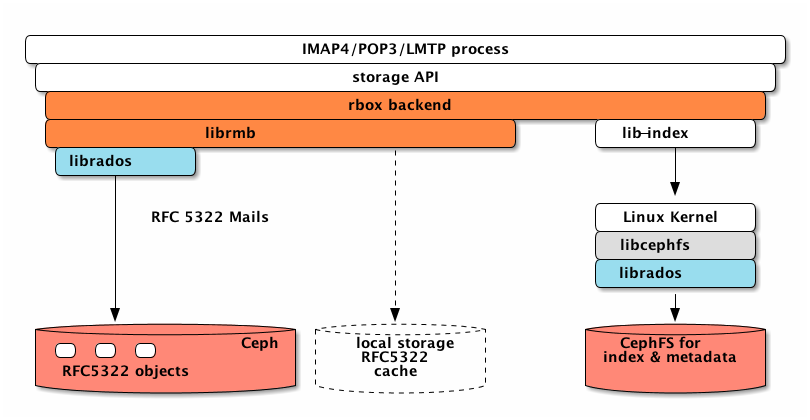 IMAP4/POP3/LMTP process
storage API
rbox backend
librmb
lib-index
librados
RFC 5322 Mails
Linux Kernel
libcephfs
librados
Ceph
RFC5322 objects
local storage
RFC5322
cache
CephFS for
index & metadata